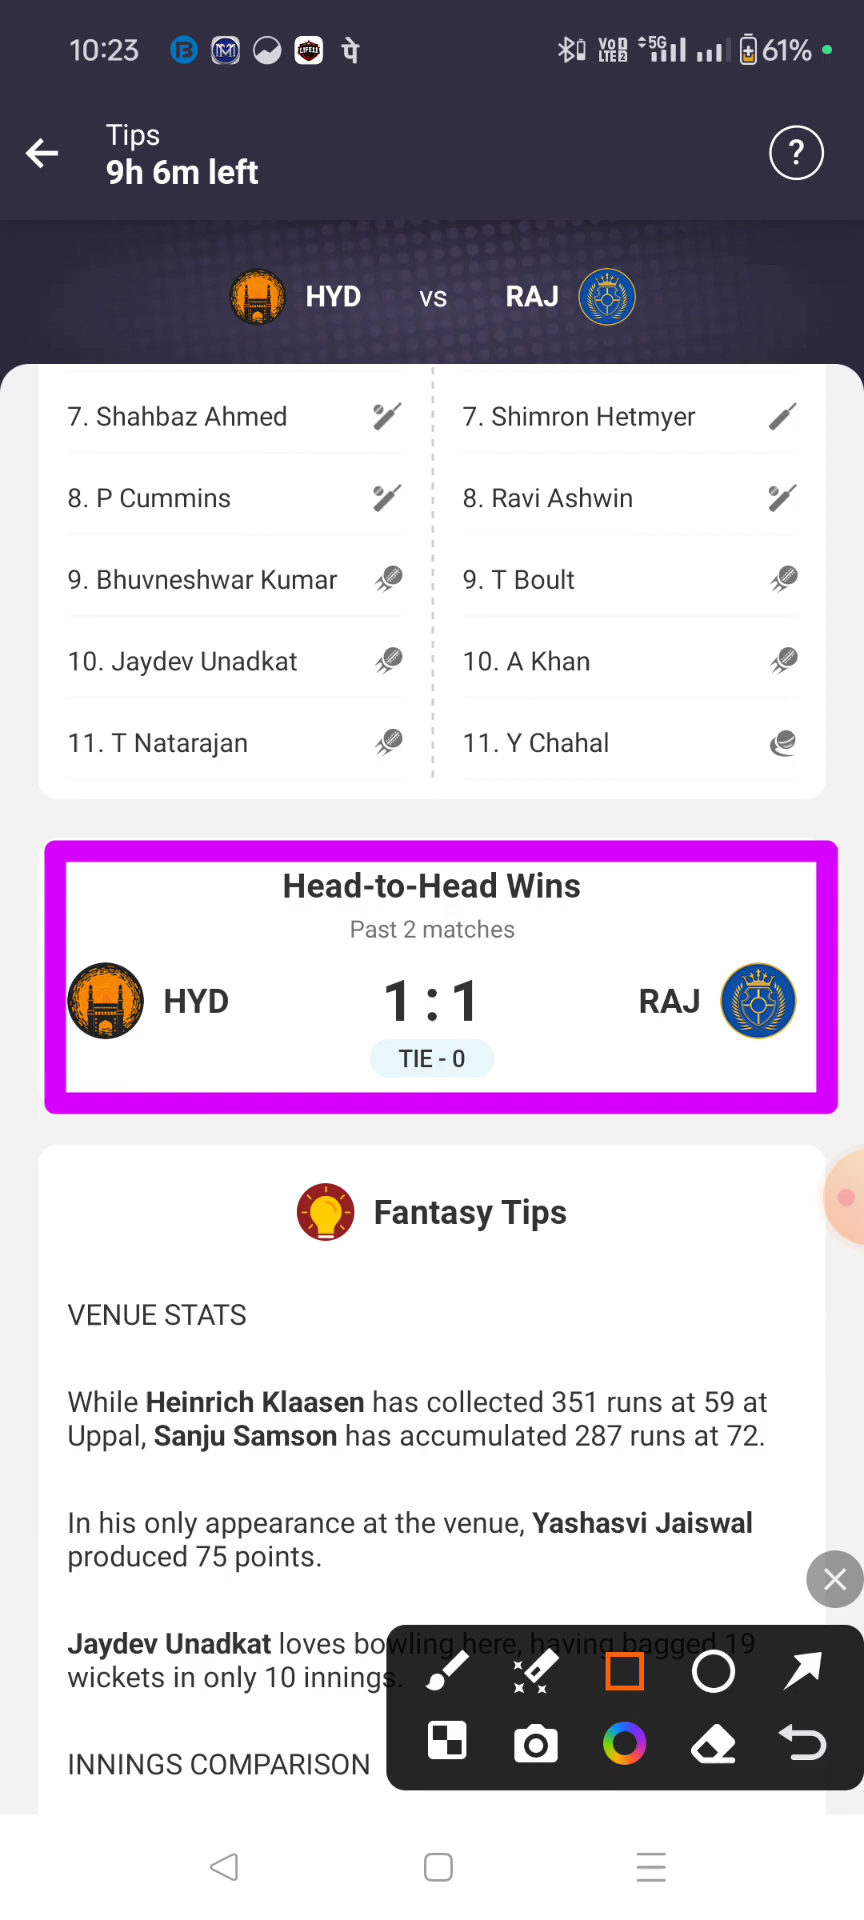 10:23 पे VoD LTE2 5G 61%
Tips
9h 6m left
?
HYD vs RAJ
7. Shahbaz Ahmed 7. Shimron Hetmyer
8. P Cummins 8. Ravi Ashwin
9. Bhuvneshwar Kumar 9. T Boult
10. Jaydev Unadkat 10. A Khan
11. T Natarajan 11. Y Chahal
Head-to-Head Wins
Past 2 matches
HYD 1 : 1 RAJ
TIE - 0
Fantasy Tips
VENUE STATS
While Heinrich Klaasen has collected 351 runs at 59 at
Uppal, Sanju Samson has accumulated 287 runs at 72.
In his only appearance at the venue, Yashasvi Jaiswal
produced 75 points.
Jaydev Unadkat loves bowling here, having bagged 19
wickets in only 10 innings.
INNINGS COMPARISON